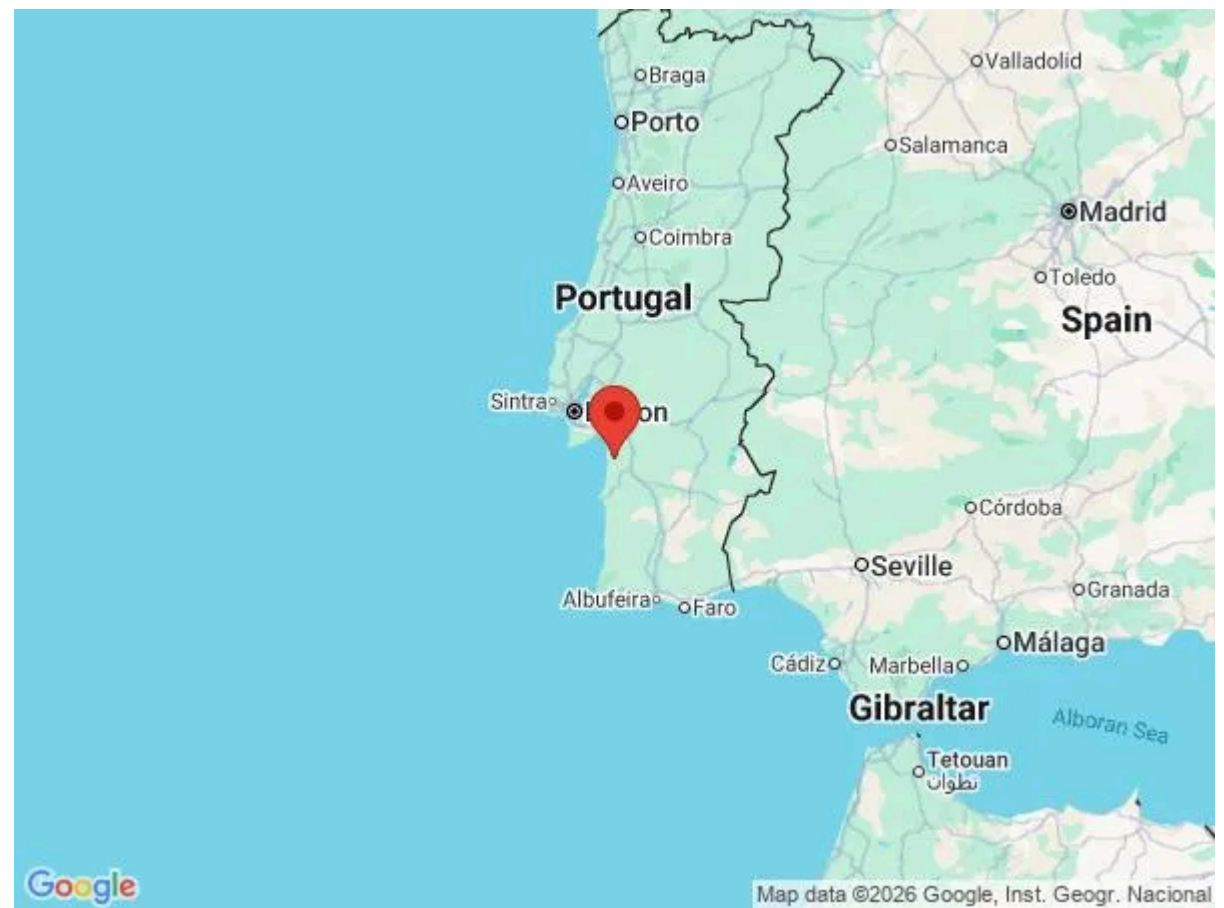 Braga
Valladolid
Porto
Salamanca
Aveiro
Madrid
Coimbra
Toledo
Portugal
Spain
Sintra
Córdoba
Seville
Granada
Albufeira
Faro
Málaga
Cádiz
Marbella
Gibraltar
Alboran Sea
Tetouan
تطوان
Google
Map data ©2026 Google, Inst. Geogr. Nacional